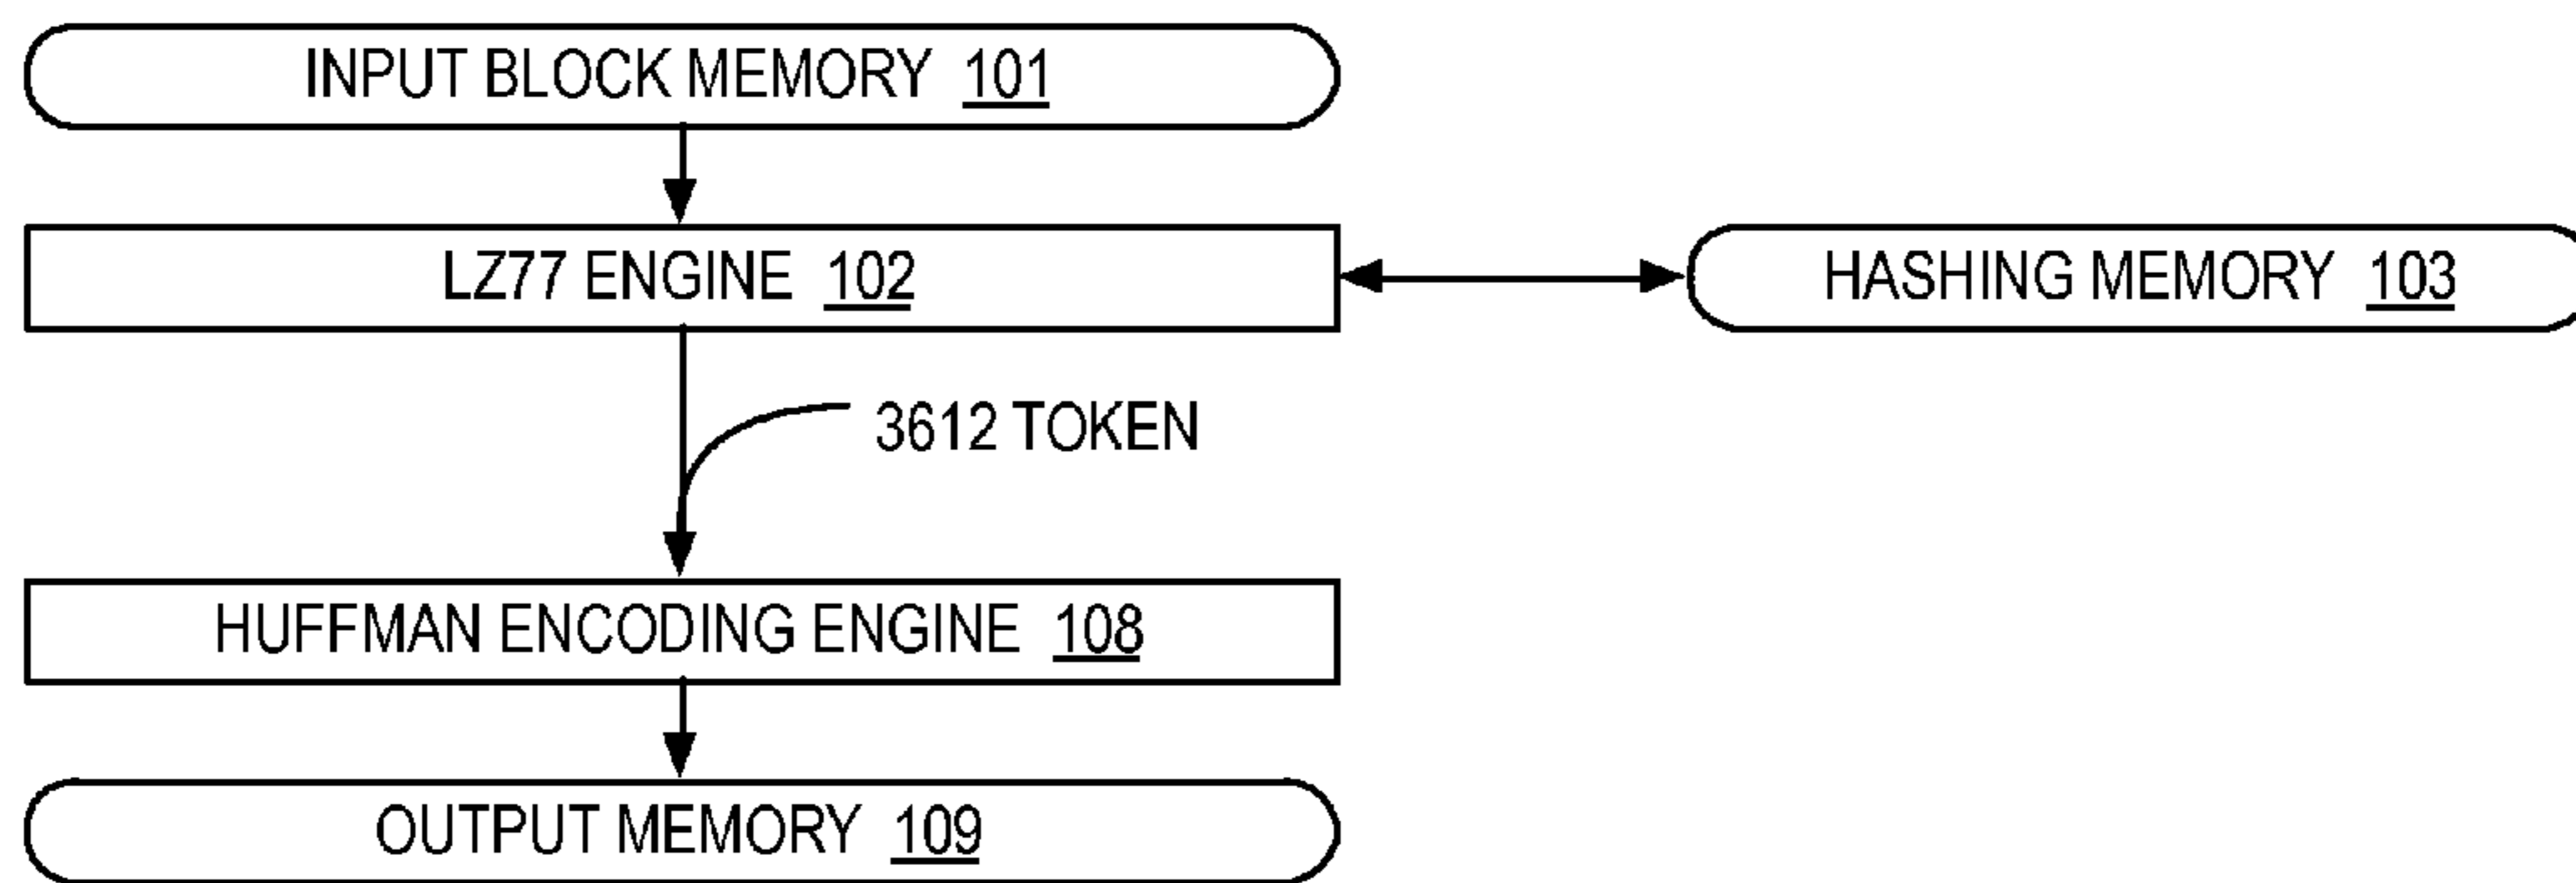 INPUT BLOCK MEMORY 101
LZ77 ENGINE 102
HASHING MEMORY 103
3612 TOKEN
HUFFMAN ENCODING ENGINE 108
OUTPUT MEMORY 109